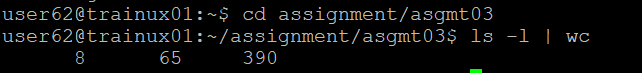 user62@trainux01:~$ cd assignment/asgmt03
user62@trainux01:~/assignment/asgmt03$ ls -l | wc
      8      65     390